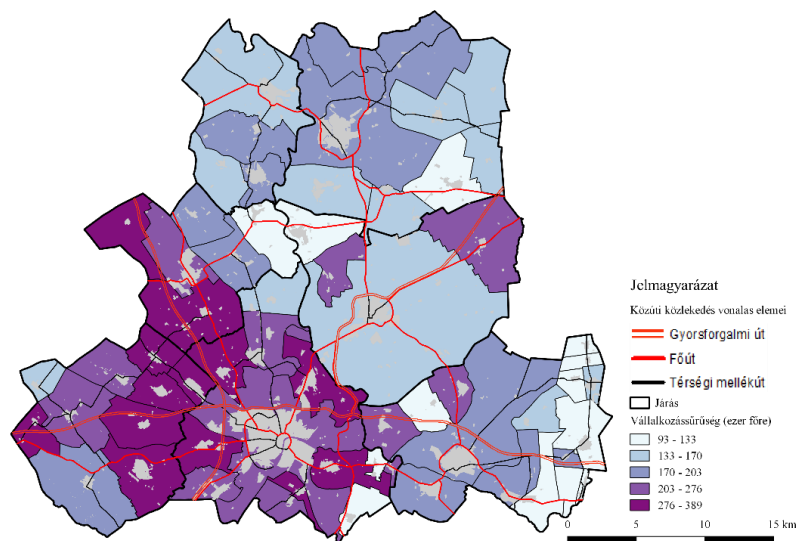 Jelmagyarázat
Közúti közlekedés vonalas elemei
Gyorsforgalmi út
Főút
Térségi mellékút
Járás
Vállalkozássűrűség (ezer főre)
93 - 133
133 - 170
170 - 203
203 - 276
276 - 389
0 5 10 15 km